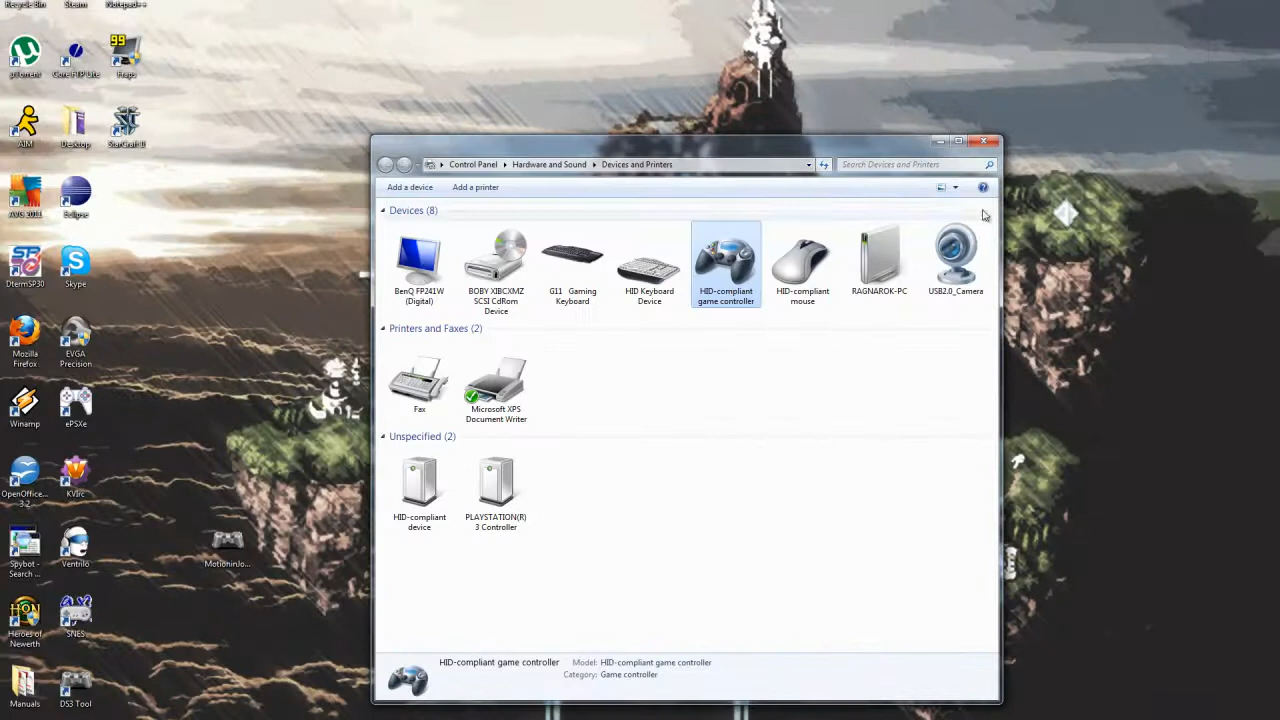 Recycle Bin
Steam
Notepad++
µTorrent
Core FTP Lite
99
Fraps
AIM
Desktop
StarCraft II
AVG 2011
Eclipse
DtermSP30
Skype
Mozilla
Firefox
EVGA
Precision
Winamp
ePSXe
OpenOffice...
3.2
KVIrc
Spybot -
Search ...
Ventrilo
MotioninJo...
HON
Heroes of
Newerth
SNES
Manuals
DS3 Tool
Control Panel
Hardware and Sound
Devices and Printers
Search Devices and Printers
Add a device
Add a printer
Devices (8)
BenQ FP241W
(Digital)
BOBY XIBCXMZ
SCSI CdRom
Device
G11 Gaming
Keyboard
HID Keyboard
Device
HID-compliant
game controller
HID-compliant
mouse
RAGNAROK-PC
USB2.0_Camera
Printers and Faxes (2)
Fax
Microsoft XPS
Document Writer
Unspecified (2)
HID-compliant
device
PLAYSTATION(R)
3 Controller
HID-compliant game controller
Model: HID-compliant game controller
Category: Game controller